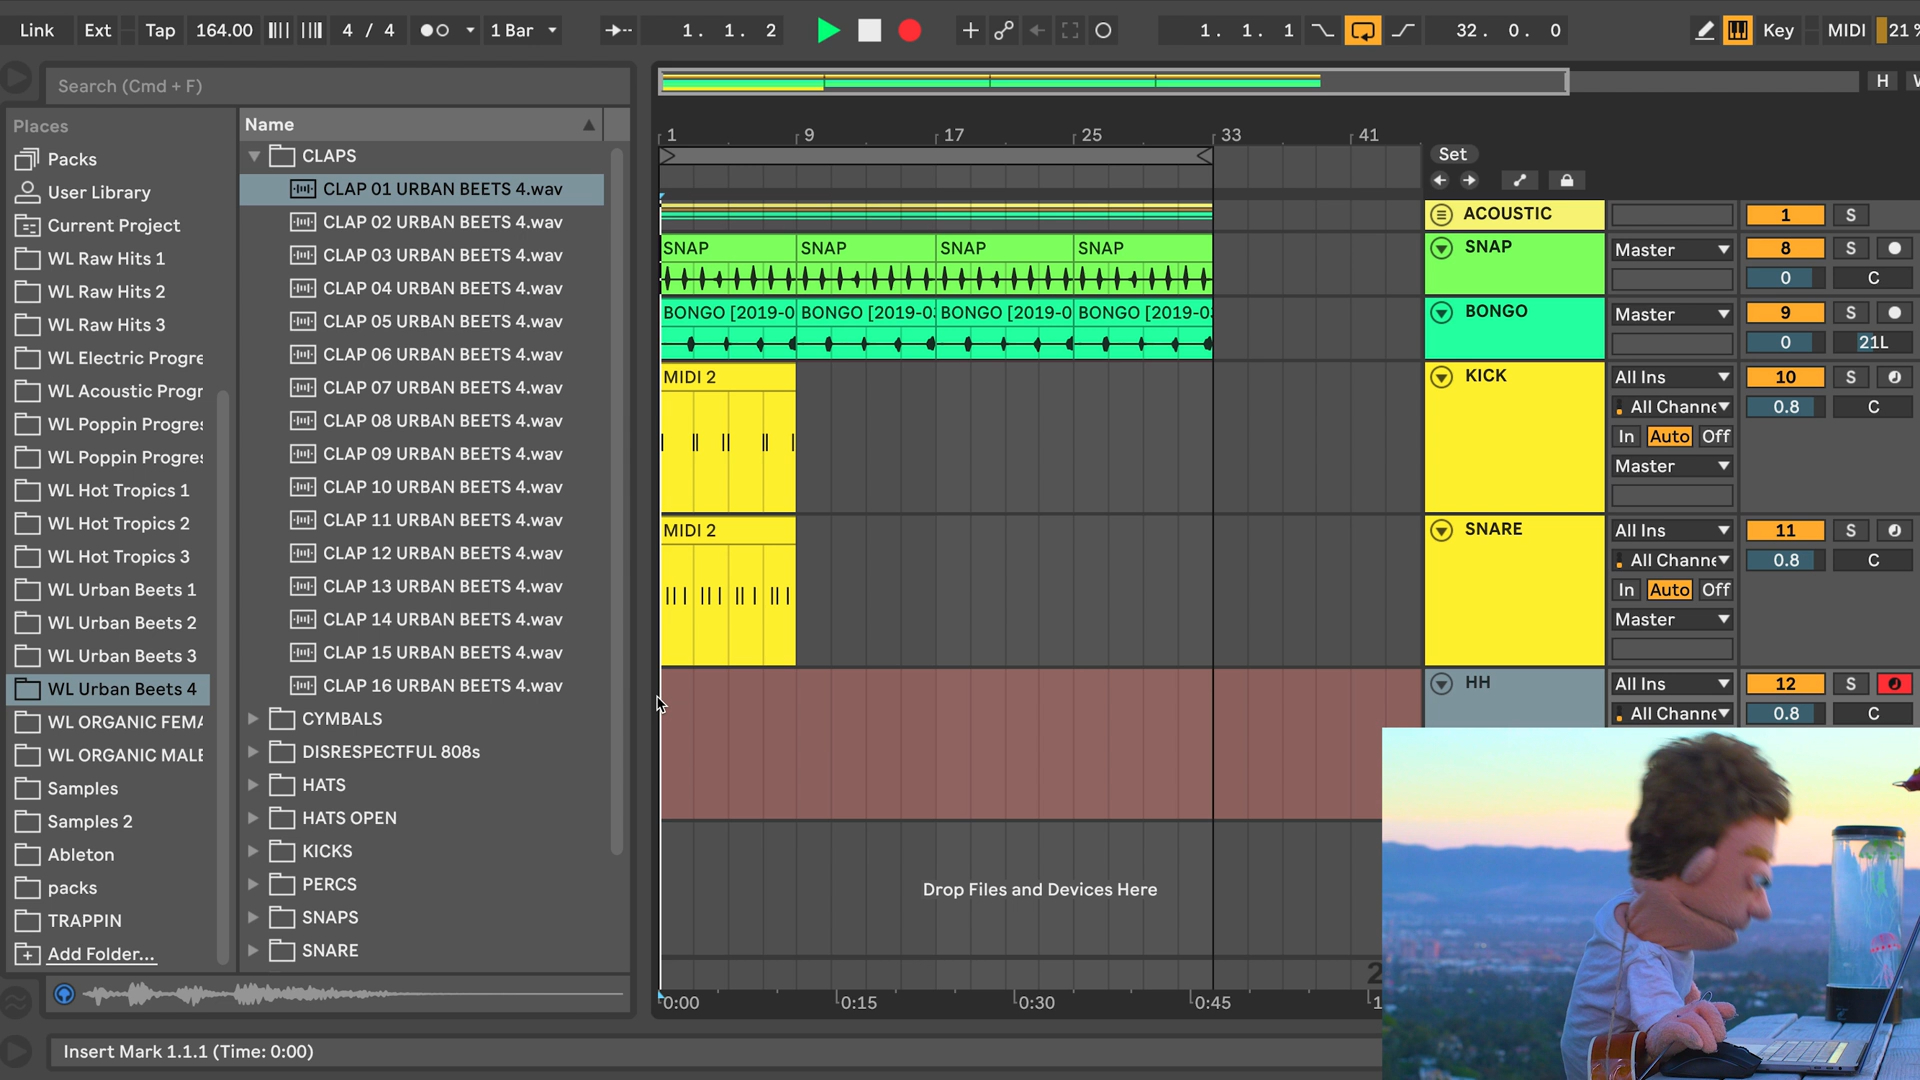 Link Ext Tap 164.00 4 / 4 1 Bar 1. 1. 2 1. 1. 1 32. 0. 0 Key MIDI 21 %
Search (Cmd + F)
H
Places
Packs
User Library
Current Project
WL Raw Hits 1
WL Raw Hits 2
WL Raw Hits 3
WL Electric Progre
WL Acoustic Progr
WL Poppin Progre
WL Poppin Progre
WL Hot Tropics 1
WL Hot Tropics 2
WL Hot Tropics 3
WL Urban Beets 1
WL Urban Beets 2
WL Urban Beets 3
WL Urban Beets 4
WL ORGANIC FEMA
WL ORGANIC MALE
Samples
Samples 2
Ableton
packs
TRAPPIN
Add Folder...
Name
CLAPS
CLAP 01 URBAN BEETS 4.wav
CLAP 02 URBAN BEETS 4.wav
CLAP 03 URBAN BEETS 4.wav
CLAP 04 URBAN BEETS 4.wav
CLAP 05 URBAN BEETS 4.wav
CLAP 06 URBAN BEETS 4.wav
CLAP 07 URBAN BEETS 4.wav
CLAP 08 URBAN BEETS 4.wav
CLAP 09 URBAN BEETS 4.wav
CLAP 10 URBAN BEETS 4.wav
CLAP 11 URBAN BEETS 4.wav
CLAP 12 URBAN BEETS 4.wav
CLAP 13 URBAN BEETS 4.wav
CLAP 14 URBAN BEETS 4.wav
CLAP 15 URBAN BEETS 4.wav
CLAP 16 URBAN BEETS 4.wav
CYMBALS
DISRESPECTFUL 808s
HATS
HATS OPEN
KICKS
PERCS
SNAPS
SNARE
1 9 17 25 33 41
Set
ACOUSTIC 1 S
SNAP SNAP SNAP SNAP SNAP Master 8 S
0 C
BONGO [2019-0 BONGO [2019-03 BONGO [2019-0 BONGO [2019-03 BONGO Master 9 S
0 21L
MIDI 2 KICK All Ins 10 S
All Channe 0.8 C
In Auto Off
Master
MIDI 2 SNARE All Ins 11 S
All Channe 0.8 C
In Auto Off
Master
HH All Ins 12 S
All Channe 0.8 C
Drop Files and Devices Here
0:00 0:15 0:30 0:45
Insert Mark 1.1.1 (Time: 0:00)